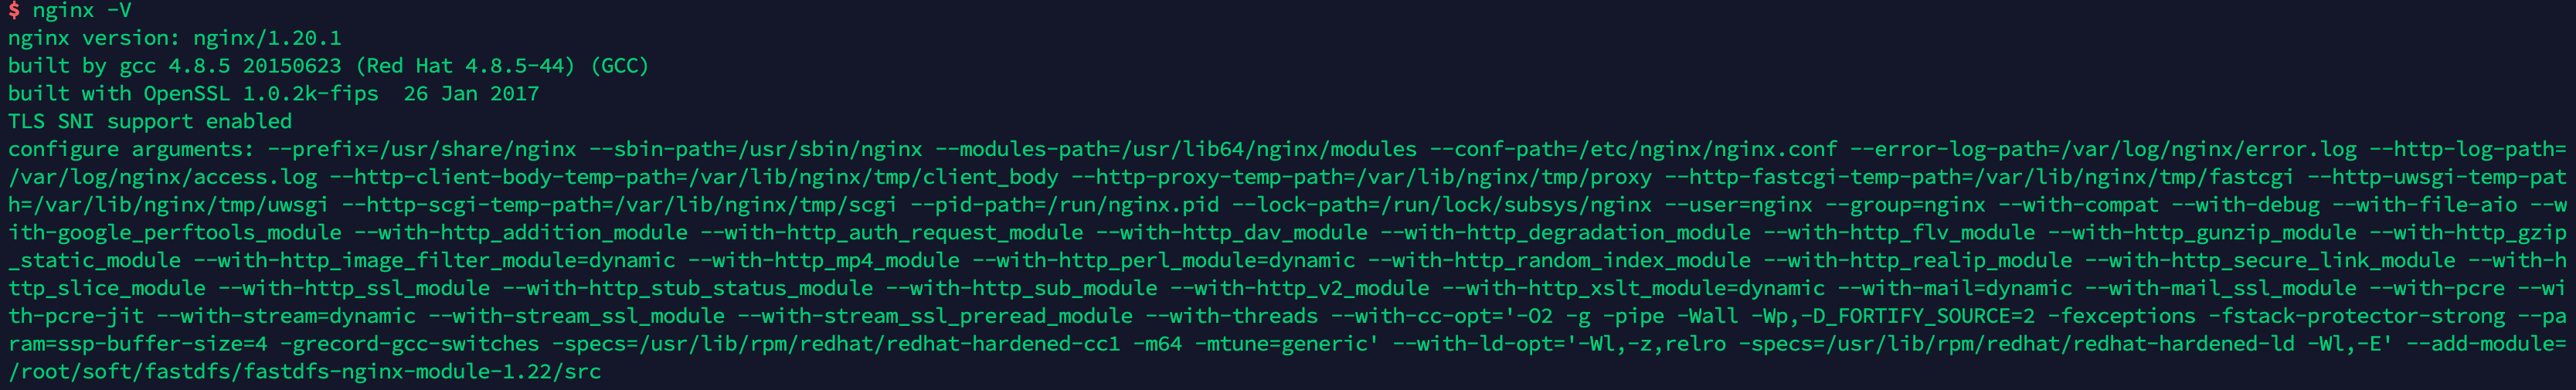 $ nginx -V
nginx version: nginx/1.20.1
built by gcc 4.8.5 20150623 (Red Hat 4.8.5-44) (GCC)
built with OpenSSL 1.0.2k-fips  26 Jan 2017
TLS SNI support enabled
configure arguments: --prefix=/usr/share/nginx --sbin-path=/usr/sbin/nginx --modules-path=/usr/lib64/nginx/modules --conf-path=/etc/nginx/nginx.conf --error-log-path=/var/log/nginx/error.log --http-log-path=
/var/log/nginx/access.log --http-client-body-temp-path=/var/lib/nginx/tmp/client_body --http-proxy-temp-path=/var/lib/nginx/tmp/proxy --http-fastcgi-temp-path=/var/lib/nginx/tmp/fastcgi --http-uwsgi-temp-pat
h=/var/lib/nginx/tmp/uwsgi --http-scgi-temp-path=/var/lib/nginx/tmp/scgi --pid-path=/run/nginx.pid --lock-path=/run/lock/subsys/nginx --user=nginx --group=nginx --with-compat --with-debug --with-file-aio --w
ith-google_perftools_module --with-http_addition_module --with-http_auth_request_module --with-http_dav_module --with-http_degradation_module --with-http_flv_module --with-http_gunzip_module --with-http_gzip
_static_module --with-http_image_filter_module=dynamic --with-http_mp4_module --with-http_perl_module=dynamic --with-http_random_index_module --with-http_realip_module --with-http_secure_link_module --with-h
ttp_slice_module --with-http_ssl_module --with-http_stub_status_module --with-http_sub_module --with-http_v2_module --with-http_xslt_module=dynamic --with-mail=dynamic --with-mail_ssl_module --with-pcre --wi
th-pcre-jit --with-stream=dynamic --with-stream_ssl_module --with-stream_ssl_preread_module --with-threads --with-cc-opt='-O2 -g -pipe -Wall -Wp,-D_FORTIFY_SOURCE=2 -fexceptions -fstack-protector-strong --pa
ram=ssp-buffer-size=4 -grecord-gcc-switches -specs=/usr/lib/rpm/redhat/redhat-hardened-cc1 -m64 -mtune=generic' --with-ld-opt='-Wl,-z,relro -specs=/usr/lib/rpm/redhat/redhat-hardened-ld -Wl,-E' --add-module=
/root/soft/fastdfs/fastdfs-nginx-module-1.22/src